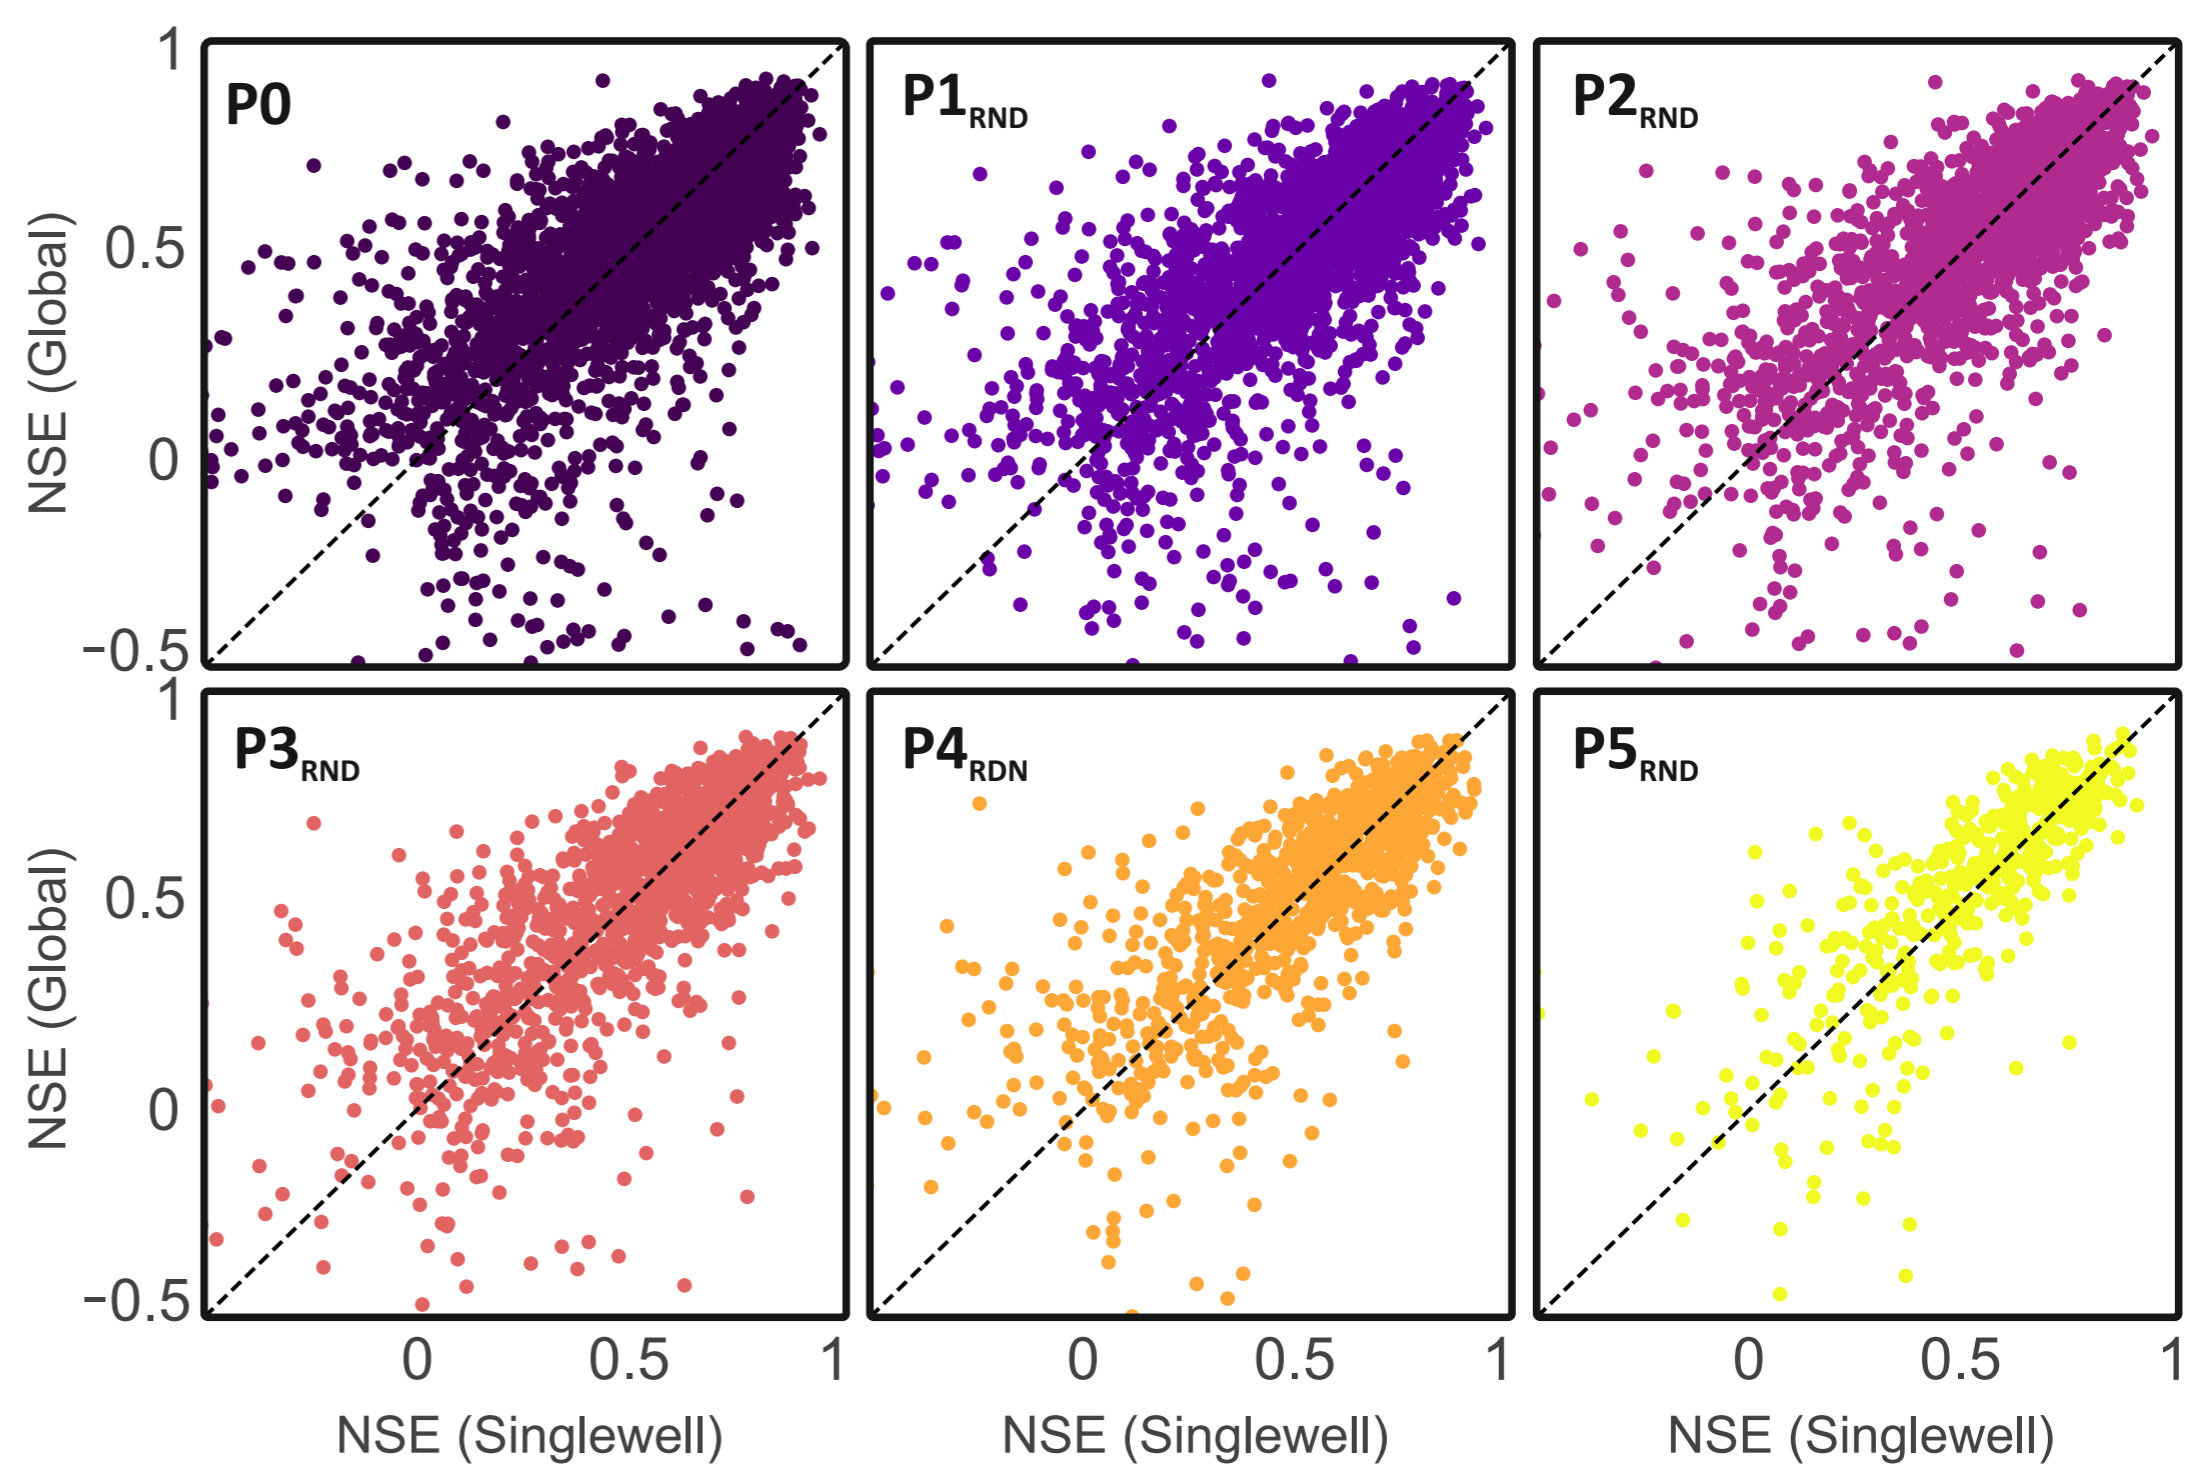 1
P0
P1RND
P2RND
0.5
0
−0.5
NSE (Global)
1
P3RND
P4RDN
P5RND
0.5
0
−0.5
NSE (Global)
0 0.5 1 0 0.5 1 0 0.5 1
NSE (Singlewell) NSE (Singlewell) NSE (Singlewell)